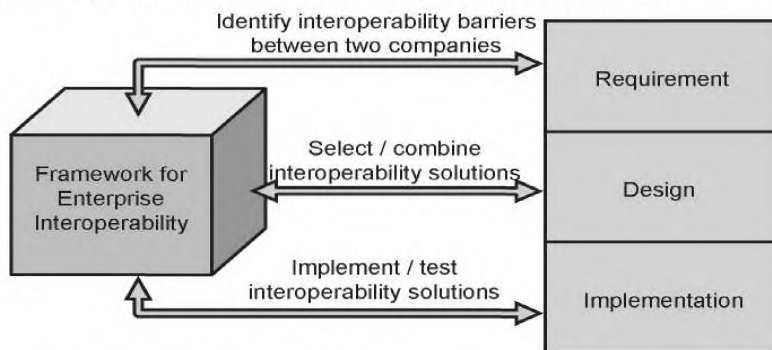 Identify interoperability barriers
between two companies
Requirement
Select / combine
interoperability solutions
Framework for
Enterprise
Interoperability
Design
Implement / test
interoperability solutions
Implementation